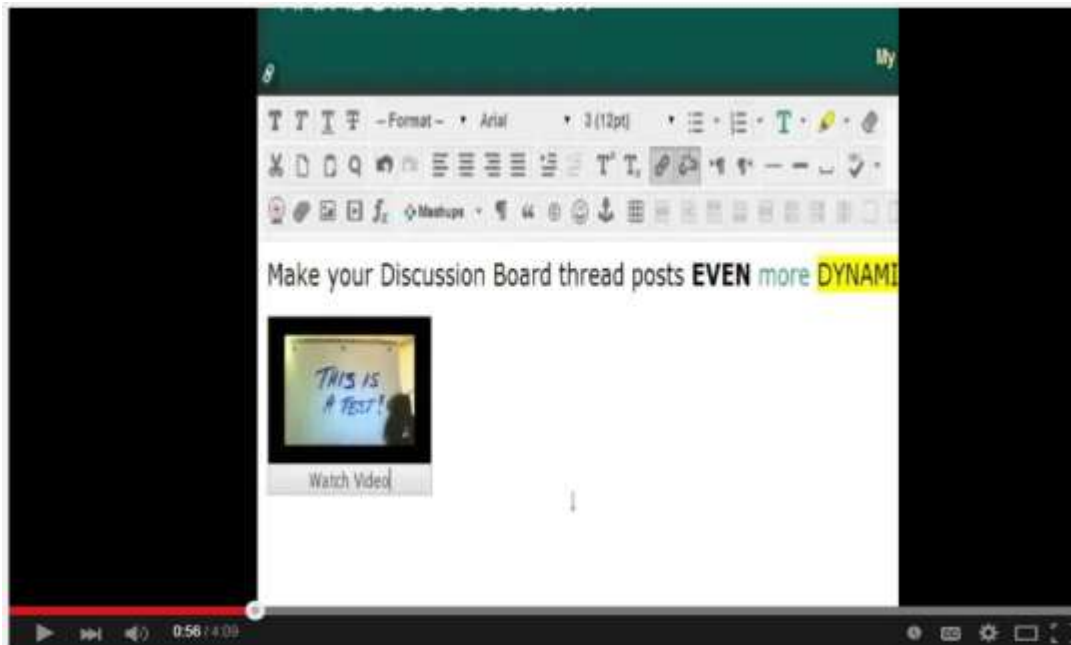 My
– Format – Arial 3 (12pt)
Mashups
Make your Discussion Board thread posts EVEN more DYNAMI
THIS IS
A TEST!
Watch Video
0:56 / 4:09